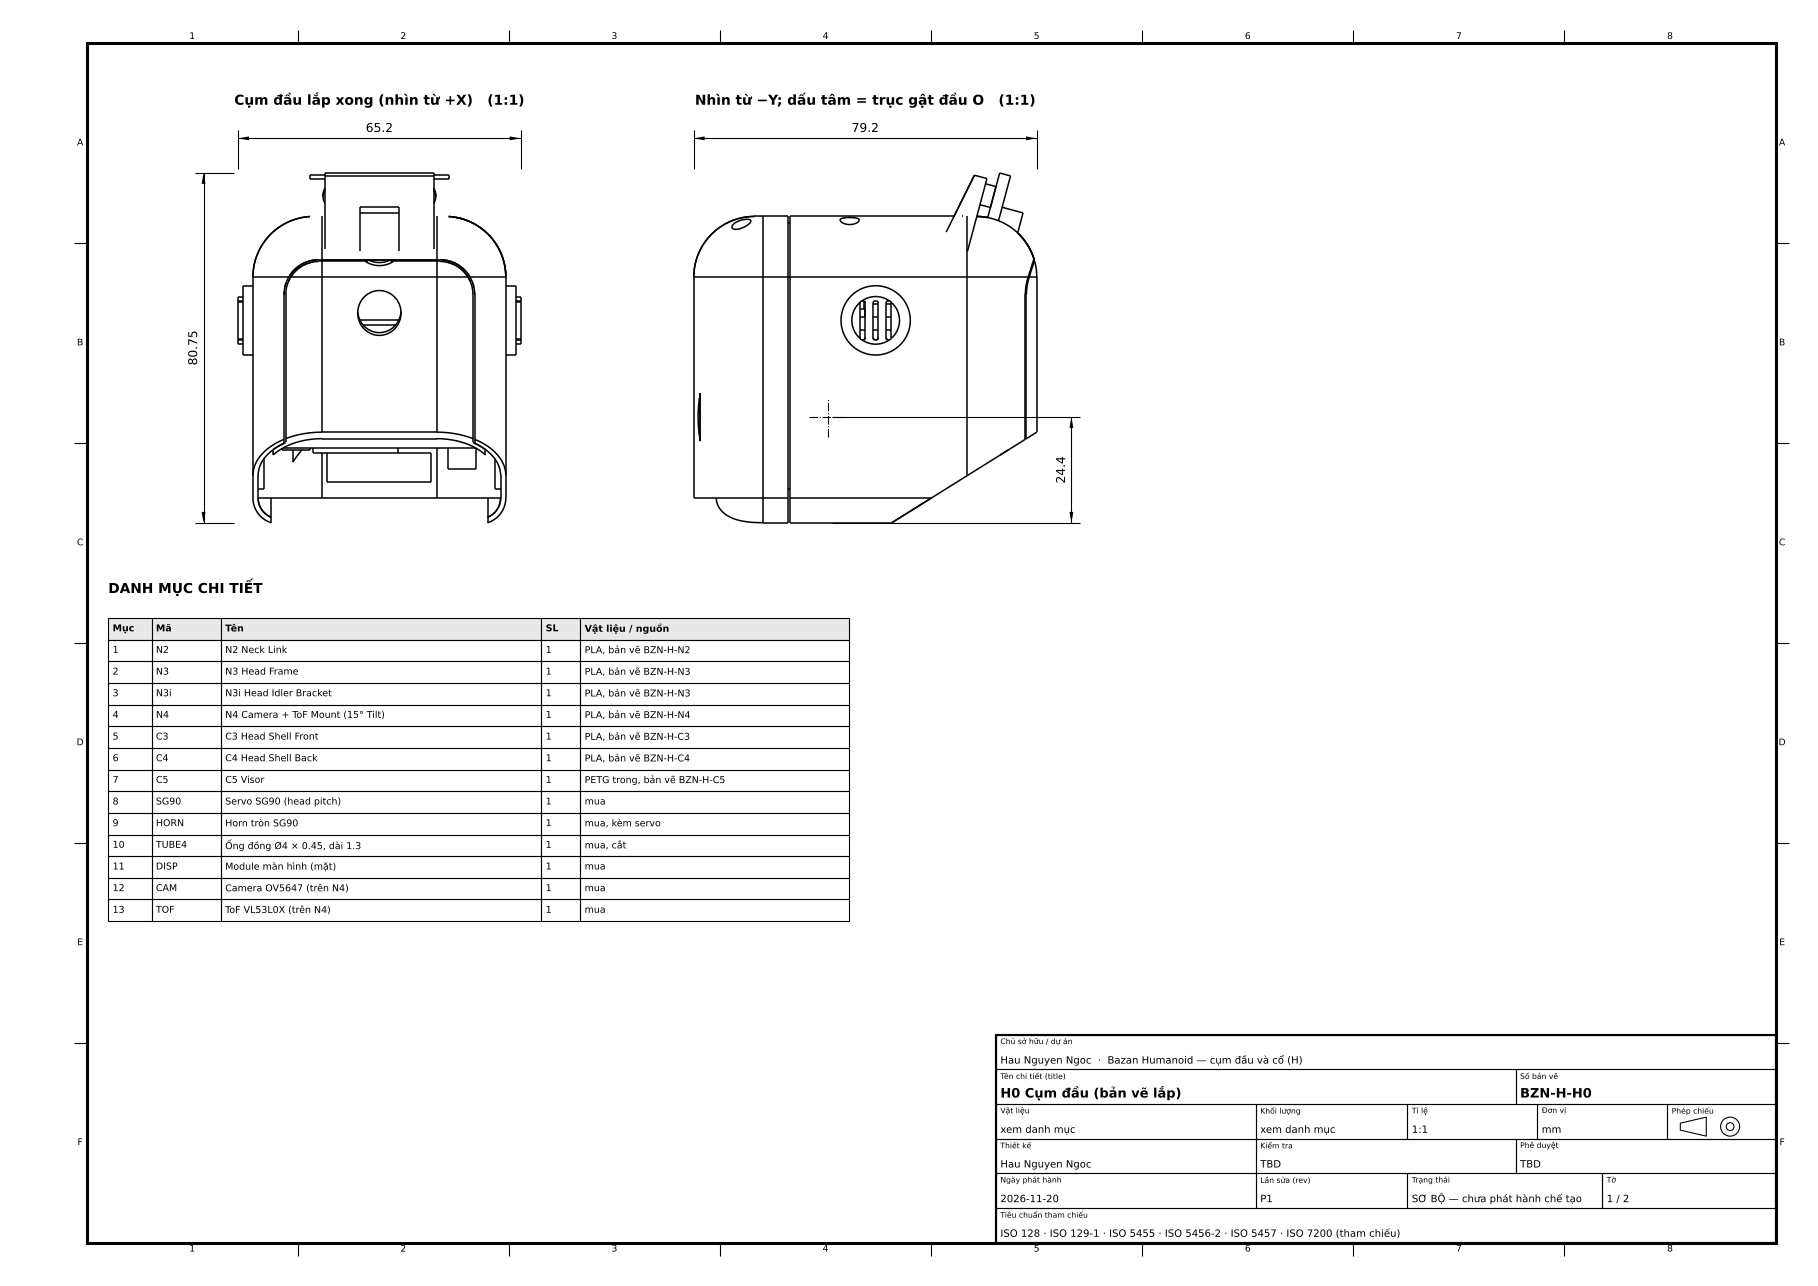 1 2 3 4 5 6 7 8
Cụm đầu lắp xong (nhìn từ +X) (1:1)
Nhìn từ −Y; dấu tâm = trục gật đầu O (1:1)
65.2
79.2
A
A
80.75
B
B
24.4
C
C
DANH MỤC CHI TIẾT
Mục Mã Tên SL Vật liệu / nguồn
1 N2 N2 Neck Link 1 PLA, bản vẽ BZN-H-N2
2 N3 N3 Head Frame 1 PLA, bản vẽ BZN-H-N3
3 N3i N3i Head Idler Bracket 1 PLA, bản vẽ BZN-H-N3
4 N4 N4 Camera + ToF Mount (15° Tilt) 1 PLA, bản vẽ BZN-H-N4
5 C3 C3 Head Shell Front 1 PLA, bản vẽ BZN-H-C3
6 C4 C4 Head Shell Back 1 PLA, bản vẽ BZN-H-C4
7 C5 C5 Visor 1 PETG trong, bản vẽ BZN-H-C5
8 SG90 Servo SG90 (head pitch) 1 mua
9 HORN Horn tròn SG90 1 mua, kèm servo
10 TUBE4 Ống đồng Ø4 × 0.45, dài 1.3 1 mua, cắt
11 DISP Module màn hình (mặt) 1 mua
12 CAM Camera OV5647 (trên N4) 1 mua
13 TOF ToF VL53L0X (trên N4) 1 mua
D
D
E
E
F
F
Chủ sở hữu / dự án
Hau Nguyen Ngoc · Bazan Humanoid — cụm đầu và cổ (H)
Tên chi tiết (title) Số bản vẽ
H0 Cụm đầu (bản vẽ lắp) BZN-H-H0
Vật liệu Khối lượng Tỉ lệ Đơn vị Phép chiếu
xem danh mục xem danh mục 1:1 mm
Thiết kế Kiểm tra Phê duyệt
Hau Nguyen Ngoc TBD TBD
Ngày phát hành Lần sửa (rev) Trạng thái Tờ
2026-11-20 P1 SƠ BỘ — chưa phát hành chế tạo 1 / 2
Tiêu chuẩn tham chiếu
ISO 128 · ISO 129-1 · ISO 5455 · ISO 5456-2 · ISO 5457 · ISO 7200 (tham chiếu)
1 2 3 4 5 6 7 8